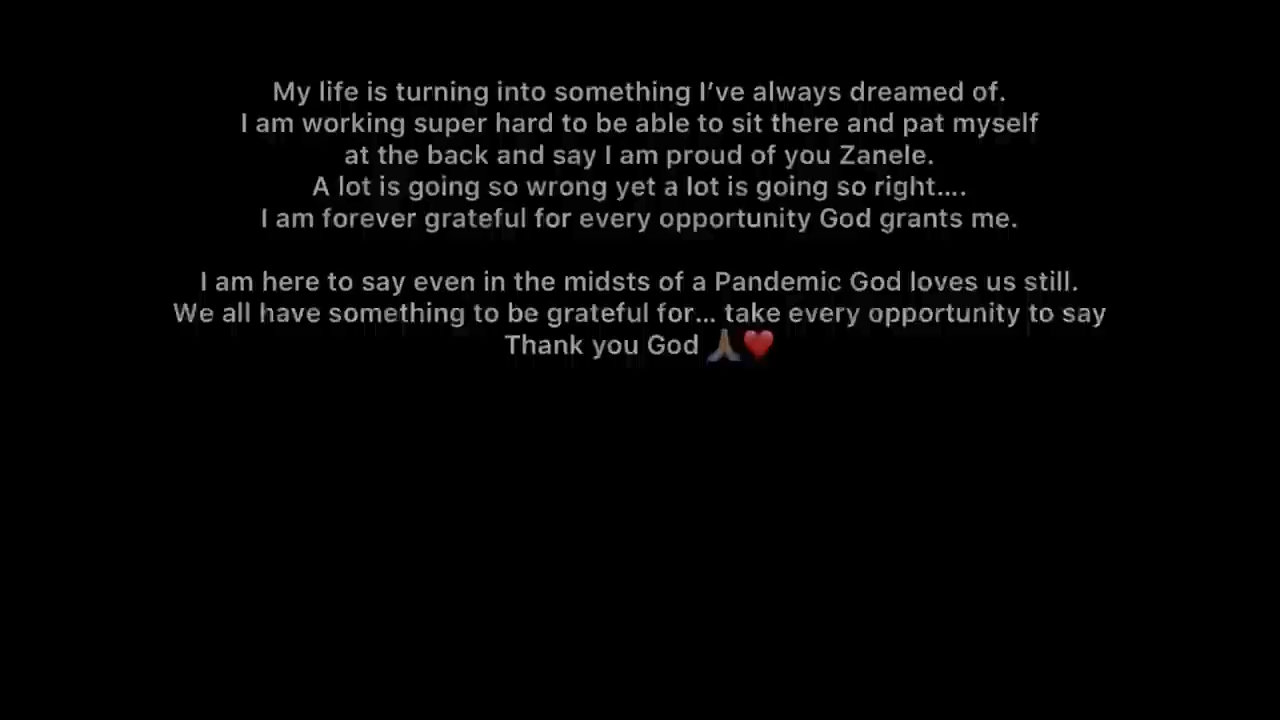 My life is turning into something I’ve always dreamed of.
I am working super hard to be able to sit there and pat myself
at the back and say I am proud of you Zanele.
A lot is going so wrong yet a lot is going so right....
I am forever grateful for every opportunity God grants me.
I am here to say even in the midsts of a Pandemic God loves us still.
We all have something to be grateful for... take every opportunity to say
Thank you God 🙏🏽❤️